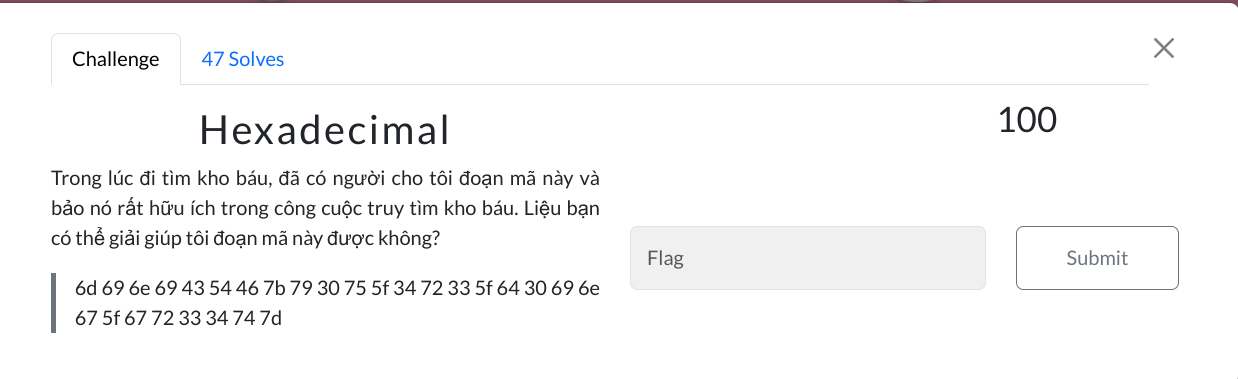 Challenge
47 Solves
Hexadecimal
100
Trong lúc đi tìm kho báu, đã có người cho tôi đoạn mã này và
bảo nó rất hữu ích trong công cuộc truy tìm kho báu. Liệu bạn
có thể giải giúp tôi đoạn mã này được không?
Flag
Submit
6d 69 6e 69 43 54 46 7b 79 30 75 5f 34 72 33 5f 64 30 69 6e
67 5f 67 72 33 34 74 7d